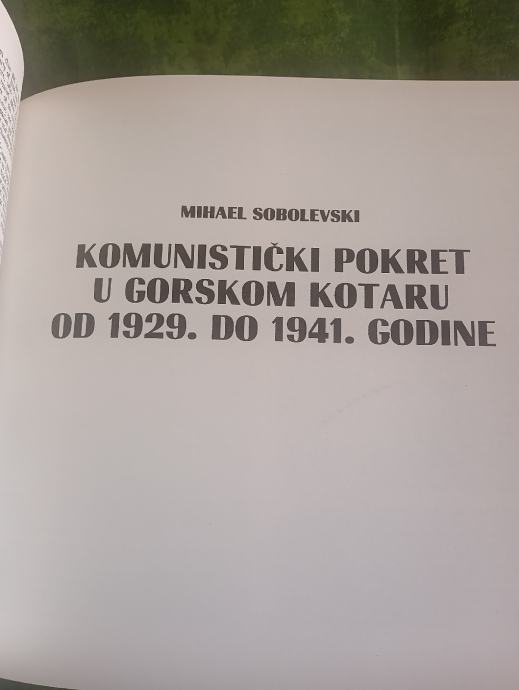 MIHAEL SOBOLEVSKI
KOMUNISTIČKI POKRET
U GORSKOM KOTARU
OD 1929. DO 1941. GODINE